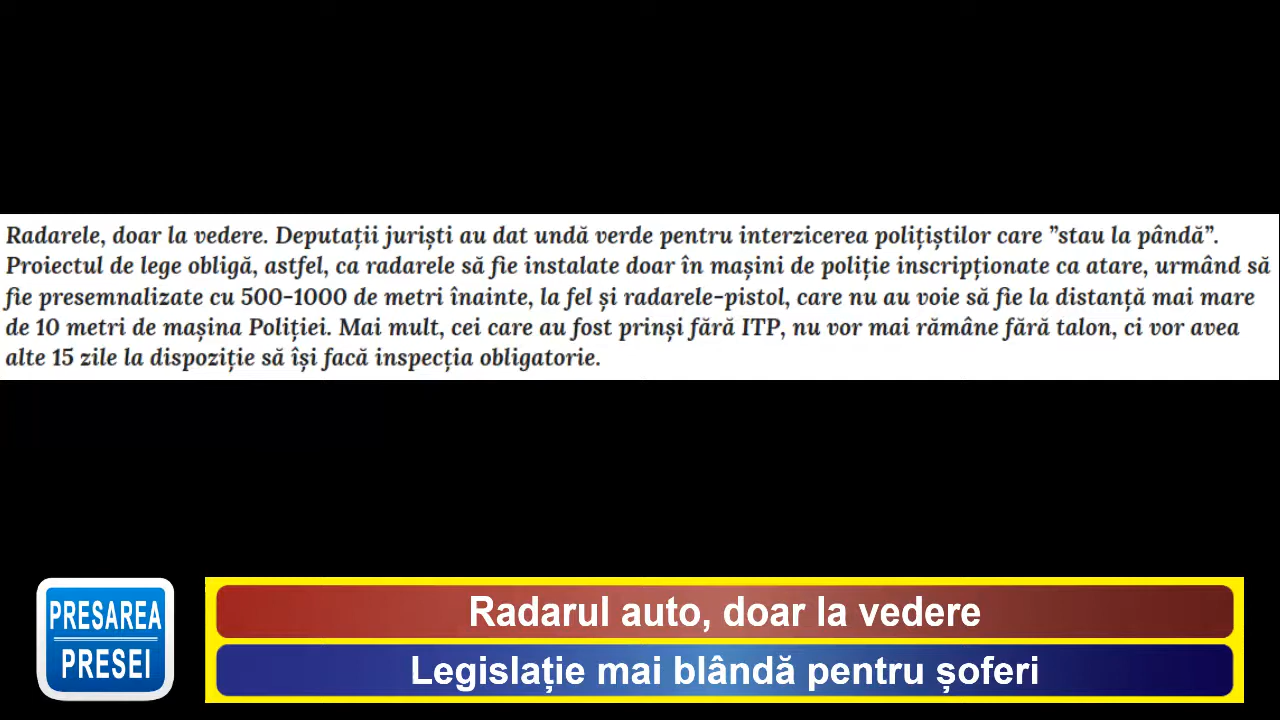 Radarele, doar la vedere. Deputații juriști au dat undă verde pentru interzicerea polițiștilor care ”stau la pândă”.
Proiectul de lege obligă, astfel, ca radarele să fie instalate doar în mașini de poliție inscripționate ca atare, urmând să
fie presemnalizate cu 500-1000 de metri înainte, la fel și radarele-pistol, care nu au voie să fie la distanță mai mare
de 10 metri de mașina Poliției. Mai mult, cei care au fost prinși fără ITP, nu vor mai rămâne fără talon, ci vor avea
alte 15 zile la dispoziție să își facă inspecția obligatorie.
PRESAREA
PRESEI
Radarul auto, doar la vedere
Legislație mai blândă pentru șoferi